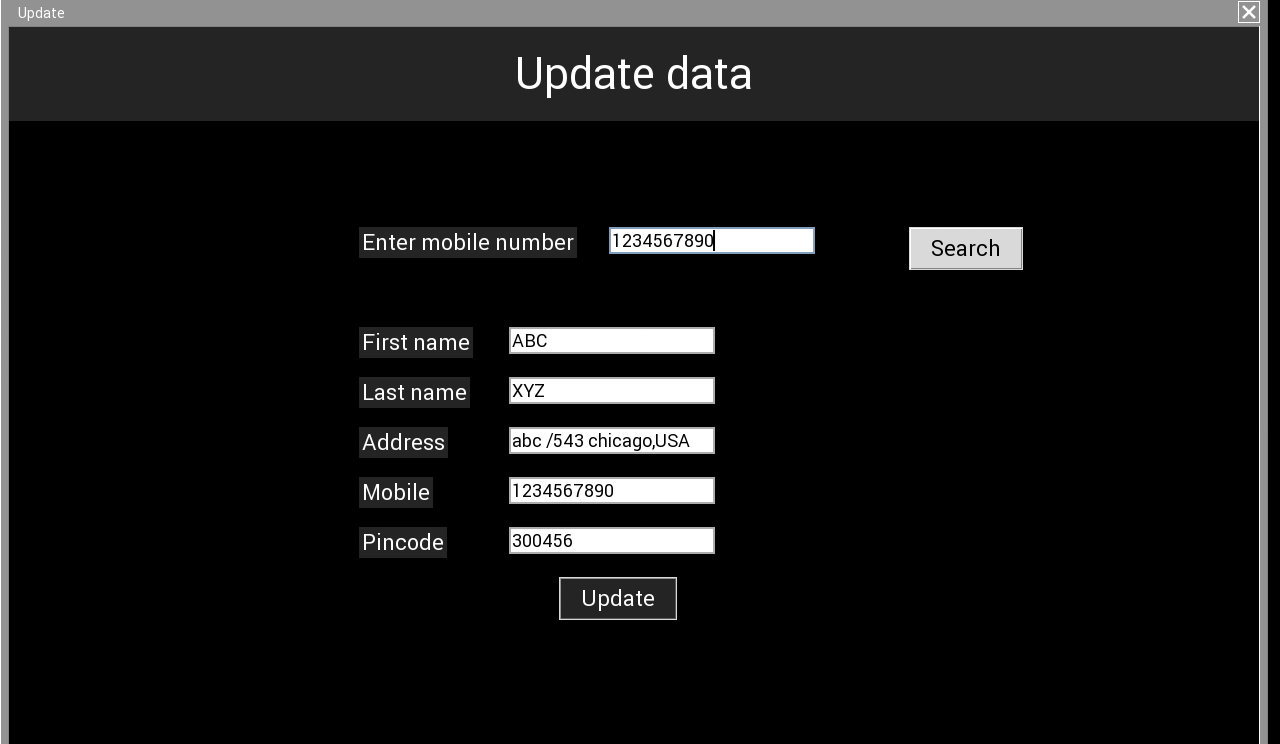 Update
Update data
Enter mobile number 1234567890 Search
First name ABC
Last name XYZ
Address abc /543 chicago,USA
Mobile 1234567890
Pincode 300456
Update